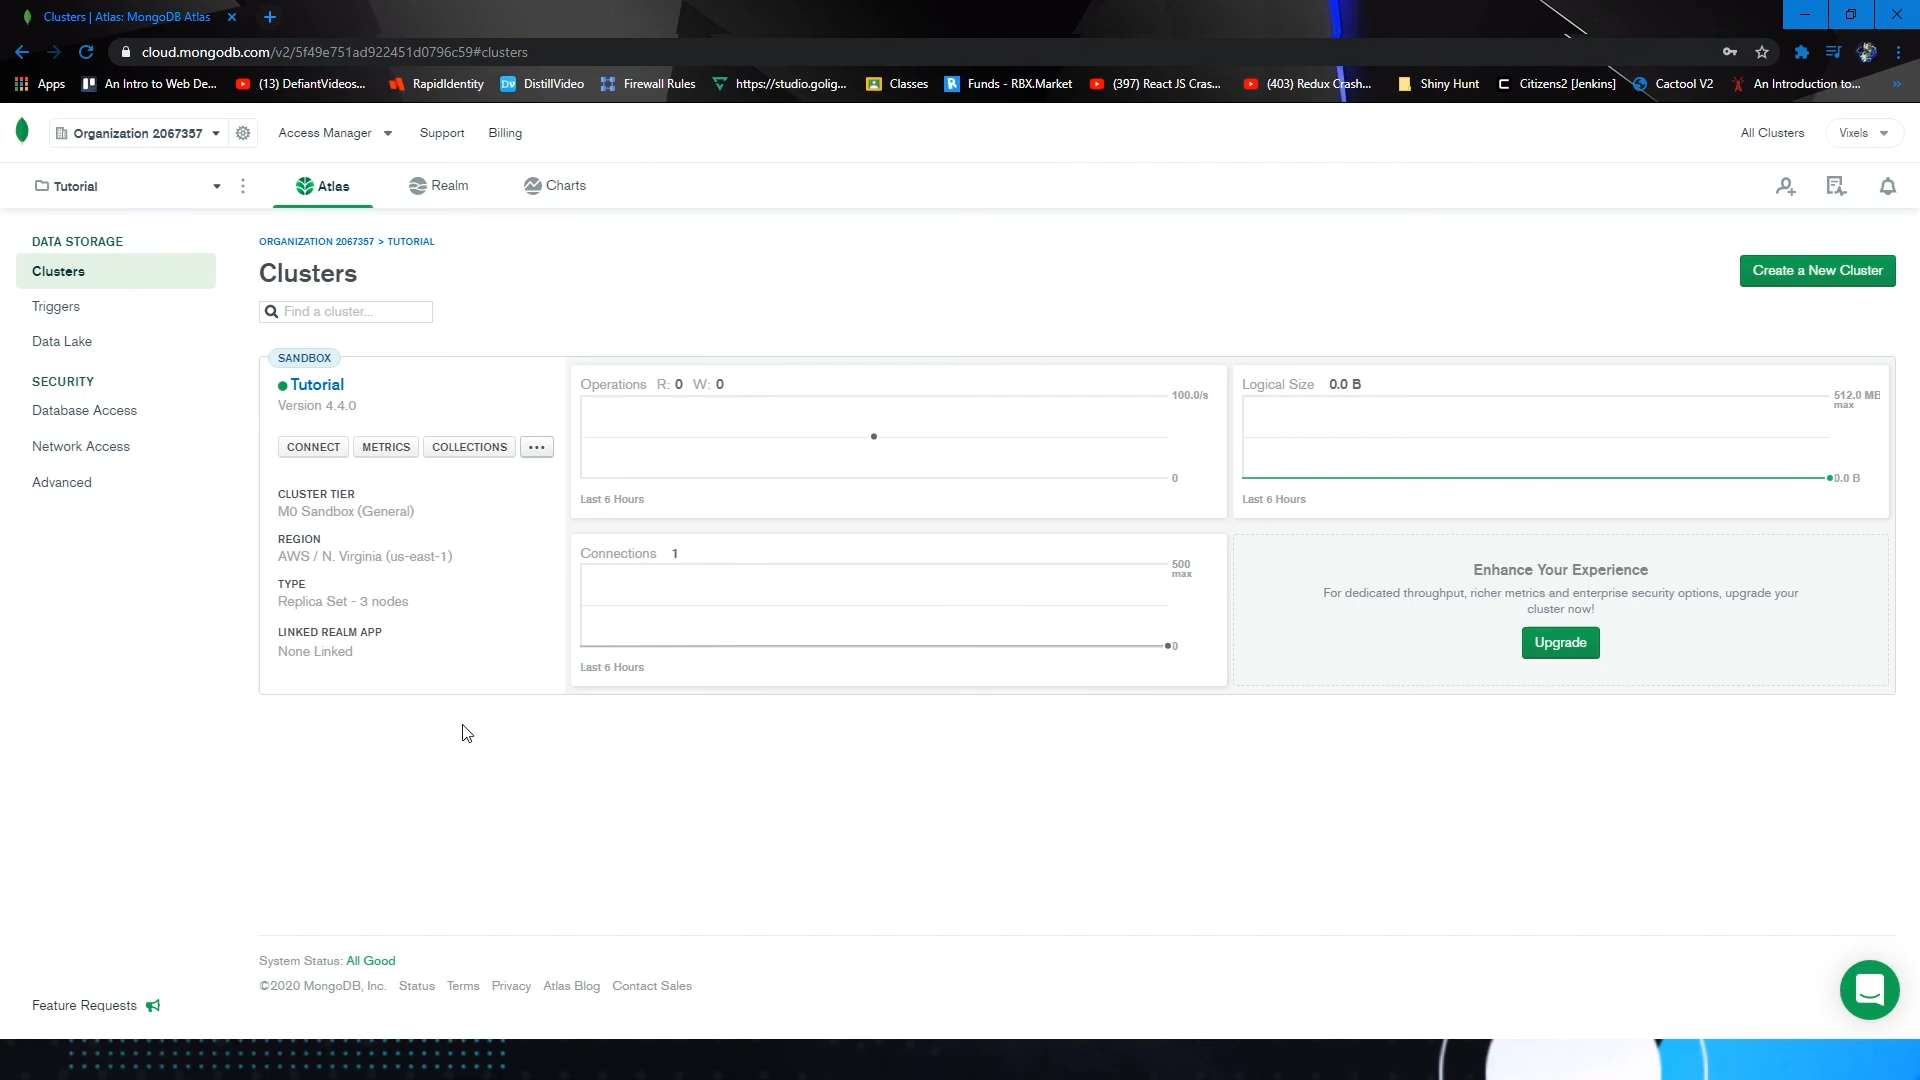 Clusters | Atlas: MongoDB Atlas
cloud.mongodb.com/v2/5f49e751ad922451d0796c59#clusters
Apps An Intro to Web De... (13) DefiantVideos... RapidIdentity Dv DistillVideo Firewall Rules https://studio.golig... Classes R Funds - RBX.Market (397) React JS Cras... (403) Redux Crash... Shiny Hunt Citizens2 [Jenkins] Cactool V2 An Introduction to... »
Organization 2067357 Access Manager Support Billing All Clusters Vixels
Tutorial Atlas Realm Charts
DATA STORAGE
Clusters
Triggers
Data Lake
SECURITY
Database Access
Network Access
Advanced
ORGANIZATION 2067357 > TUTORIAL
Clusters
Create a New Cluster
Find a cluster...
SANDBOX
Tutorial
Version 4.4.0
CONNECT METRICS COLLECTIONS ...
CLUSTER TIER
M0 Sandbox (General)
REGION
AWS / N. Virginia (us-east-1)
TYPE
Replica Set - 3 nodes
LINKED REALM APP
None Linked
Operations R: 0 W: 0
100.0/s
0
Last 6 Hours
Logical Size 0.0 B
512.0 MB
max
0.0 B
Last 6 Hours
Connections 1
500
max
0
Last 6 Hours
Enhance Your Experience
For dedicated throughput, richer metrics and enterprise security options, upgrade your
cluster now!
Upgrade
System Status: All Good
©2020 MongoDB, Inc. Status Terms Privacy Atlas Blog Contact Sales
Feature Requests